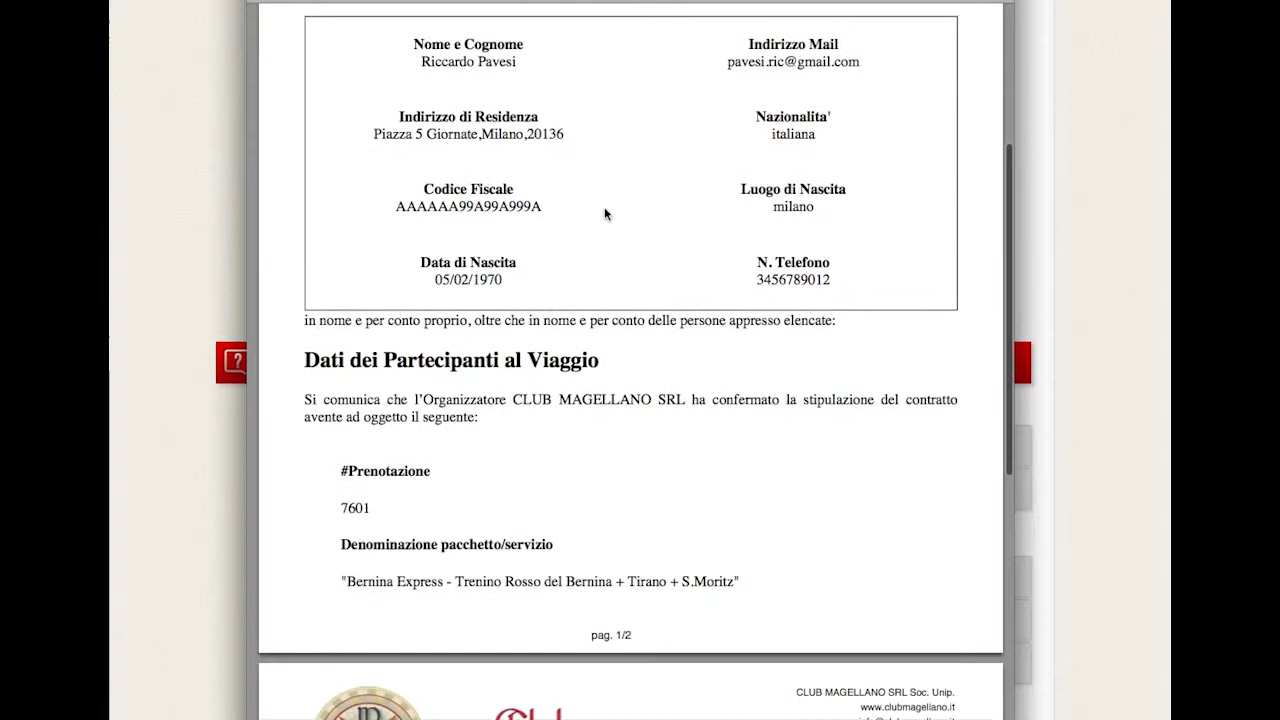 Nome e Cognome
Riccardo Pavesi
Indirizzo Mail
pavesi.ric@gmail.com
Indirizzo di Residenza
Piazza 5 Giornate,Milano,20136
Nazionalita'
italiana
Codice Fiscale
AAAAAA99A99A999A
Luogo di Nascita
milano
Data di Nascita
05/02/1970
N. Telefono
3456789012
in nome e per conto proprio, oltre che in nome e per conto delle persone appresso elencate:
Dati dei Partecipanti al Viaggio
Si comunica che l'Organizzatore CLUB MAGELLANO SRL ha confermato la stipulazione del contratto
avente ad oggetto il seguente:
#Prenotazione
7601
Denominazione pacchetto/servizio
"Bernina Express - Trenino Rosso del Bernina + Tirano + S.Moritz"
pag. 1/2
CLUB MAGELLANO SRL Soc. Unip.
www.clubmagellano.it